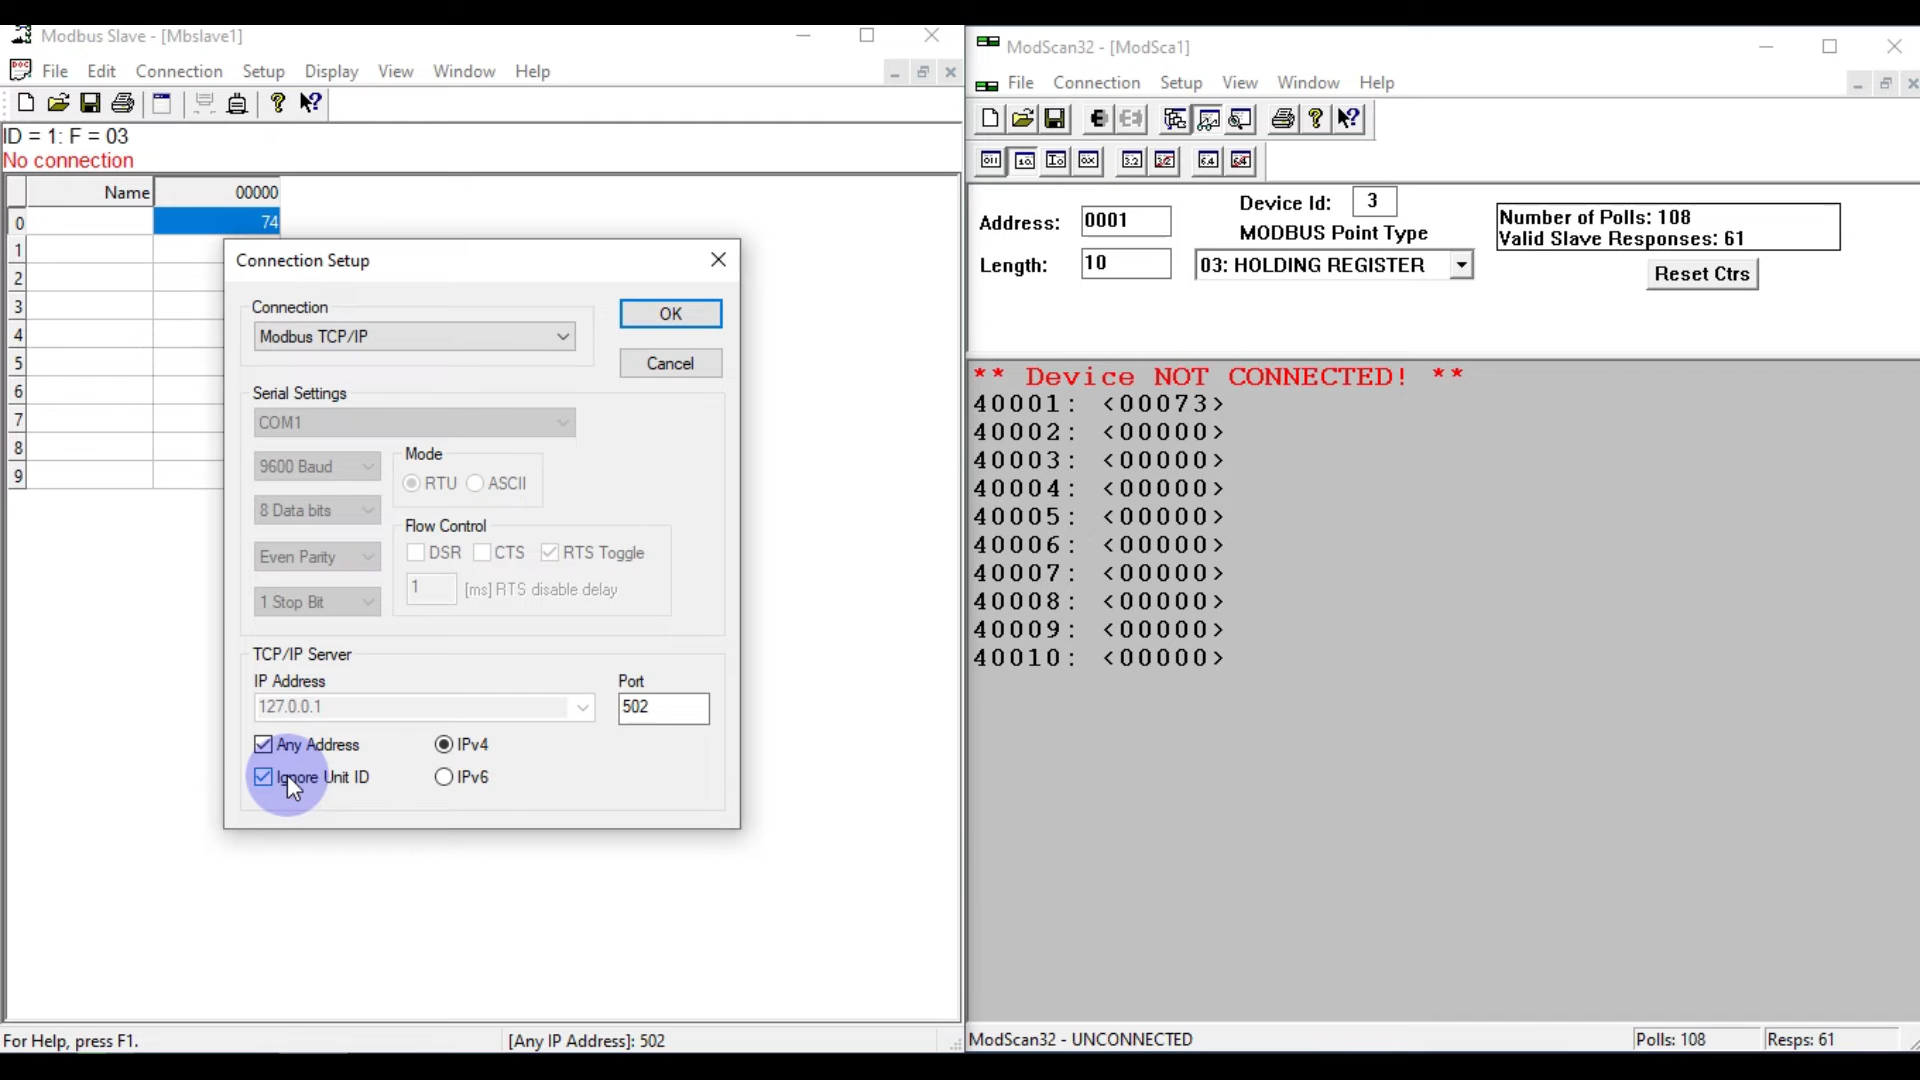 Modbus Slave - [Mbslave1]
File Edit Connection Setup Display View Window Help
ID = 1: F = 03
No connection
Name 00000
0 74
1
2
3
4
5
6
7
8
9
Connection Setup
Connection
Modbus TCP/IP
OK
Cancel
Serial Settings
COM1
9600 Baud
8 Data bits
Even Parity
1 Stop Bit
Mode
RTU ASCII
Flow Control
DSR CTS RTS Toggle
1 [ms] RTS disable delay
TCP/IP Server
IP Address Port
127.0.0.1 502
Any Address IPv4
Ignore Unit ID IPv6
For Help, press F1. [Any IP Address]: 502
ModScan32 - [ModSca1]
File Connection Setup View Window Help
Address: 0001
Length: 10
Device Id: 3
MODBUS Point Type
03: HOLDING REGISTER
Number of Polls: 108
Valid Slave Responses: 61
Reset Ctrs
** Device NOT CONNECTED! **
40001: <00073>
40002: <00000>
40003: <00000>
40004: <00000>
40005: <00000>
40006: <00000>
40007: <00000>
40008: <00000>
40009: <00000>
40010: <00000>
ModScan32 - UNCONNECTED Polls: 108 Resps: 61